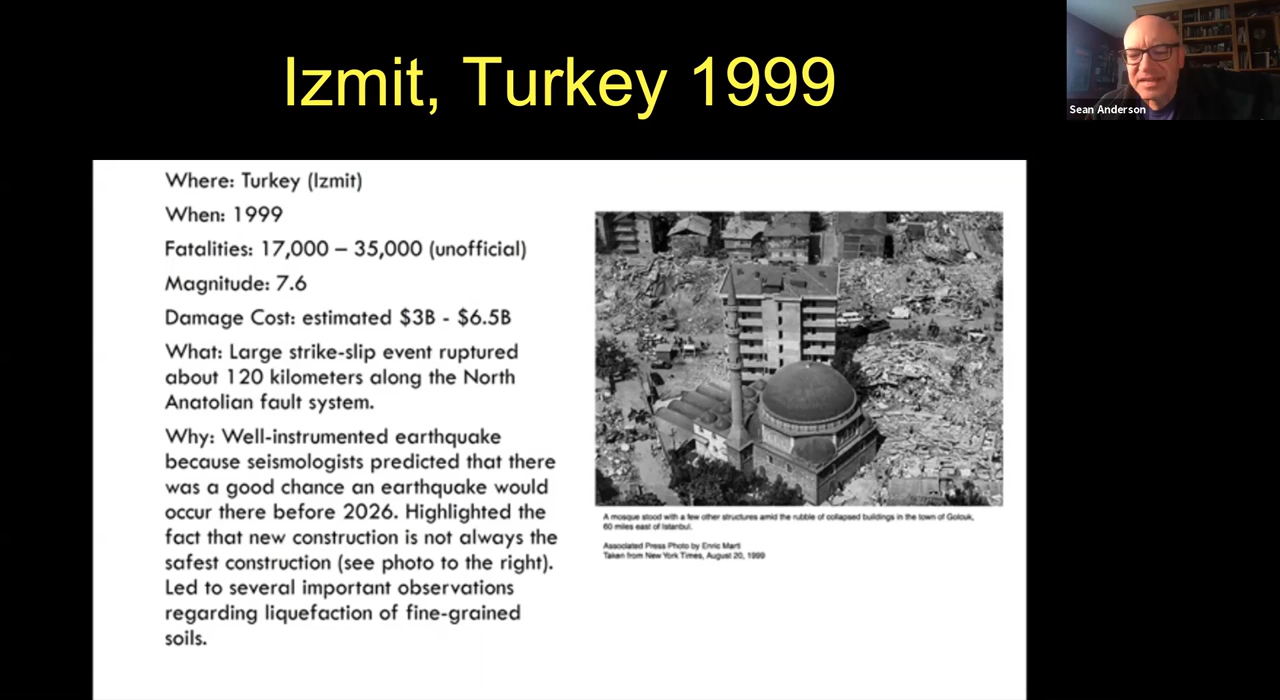 Izmit, Turkey 1999
Sean Anderson
Where: Turkey (Izmit)
When: 1999
Fatalities: 17,000 – 35,000 (unofficial)
Magnitude: 7.6
Damage Cost: estimated $3B - $6.5B
What: Large strike-slip event ruptured
about 120 kilometers along the North
Anatolian fault system.
Why: Well-instrumented earthquake
because seismologists predicted that there
was a good chance an earthquake would
occur there before 2026. Highlighted the
fact that new construction is not always the
safest construction (see photo to the right).
Led to several important observations
regarding liquefaction of fine-grained
soils.
A mosque stood with a few other structures amid the rubble of collapsed buildings in the town of Golcuk,
60 miles east of Istanbul.
Associated Press Photo by Enric Marti
Taken from New York Times, August 20, 1999